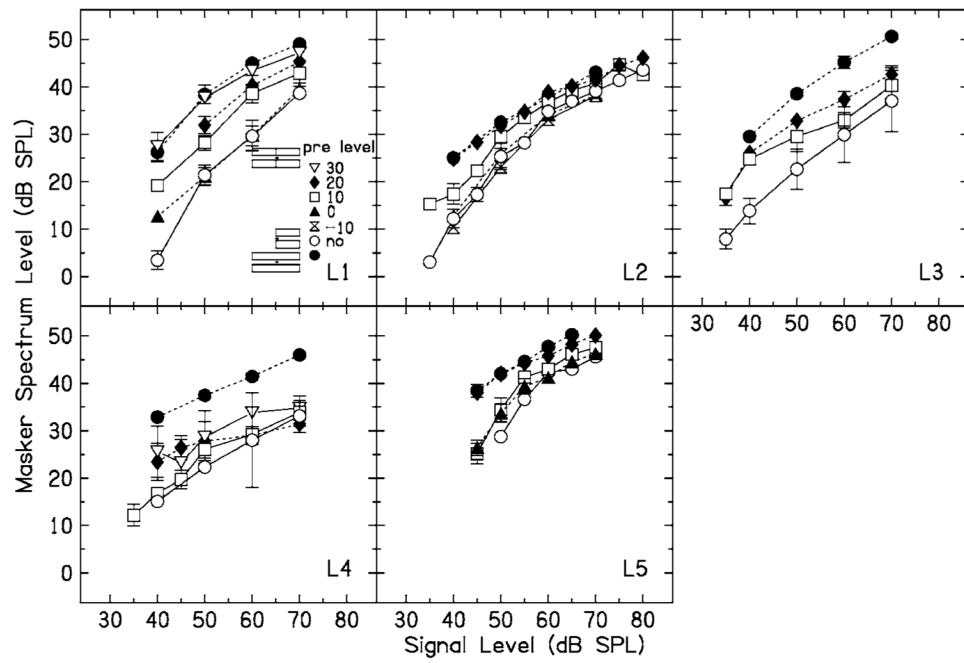 50
40
30
20
10
0
pre level
30
20
10
0
-10
no
L1
L2
L3
30 40 50 60 70 80
50
40
30
20
10
0
L4
L5
30 40 50 60 70 30 40 50 60 70 80
Masker Spectrum Level (dB SPL)
Signal Level (dB SPL)